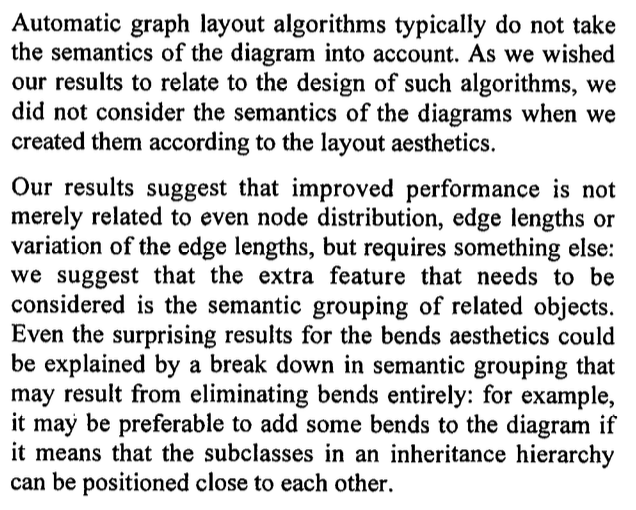 Automatic graph layout algorithms typically do not take
the semantics of the diagram into account. As we wished
our results to relate to the design of such algorithms, we
did not consider the semantics of the diagrams when we
created them according to the layout aesthetics.
Our results suggest that improved performance is not
merely related to even node distribution, edge lengths or
variation of the edge lengths, but requires something else:
we suggest that the extra feature that needs to be
considered is the semantic grouping of related objects.
Even the surprising results for the bends aesthetics could
be explained by a break down in semantic grouping that
may result from eliminating bends entirely: for example,
it may be preferable to add some bends to the diagram if
it means that the subclasses in an inheritance hierarchy
can be positioned close to each other.